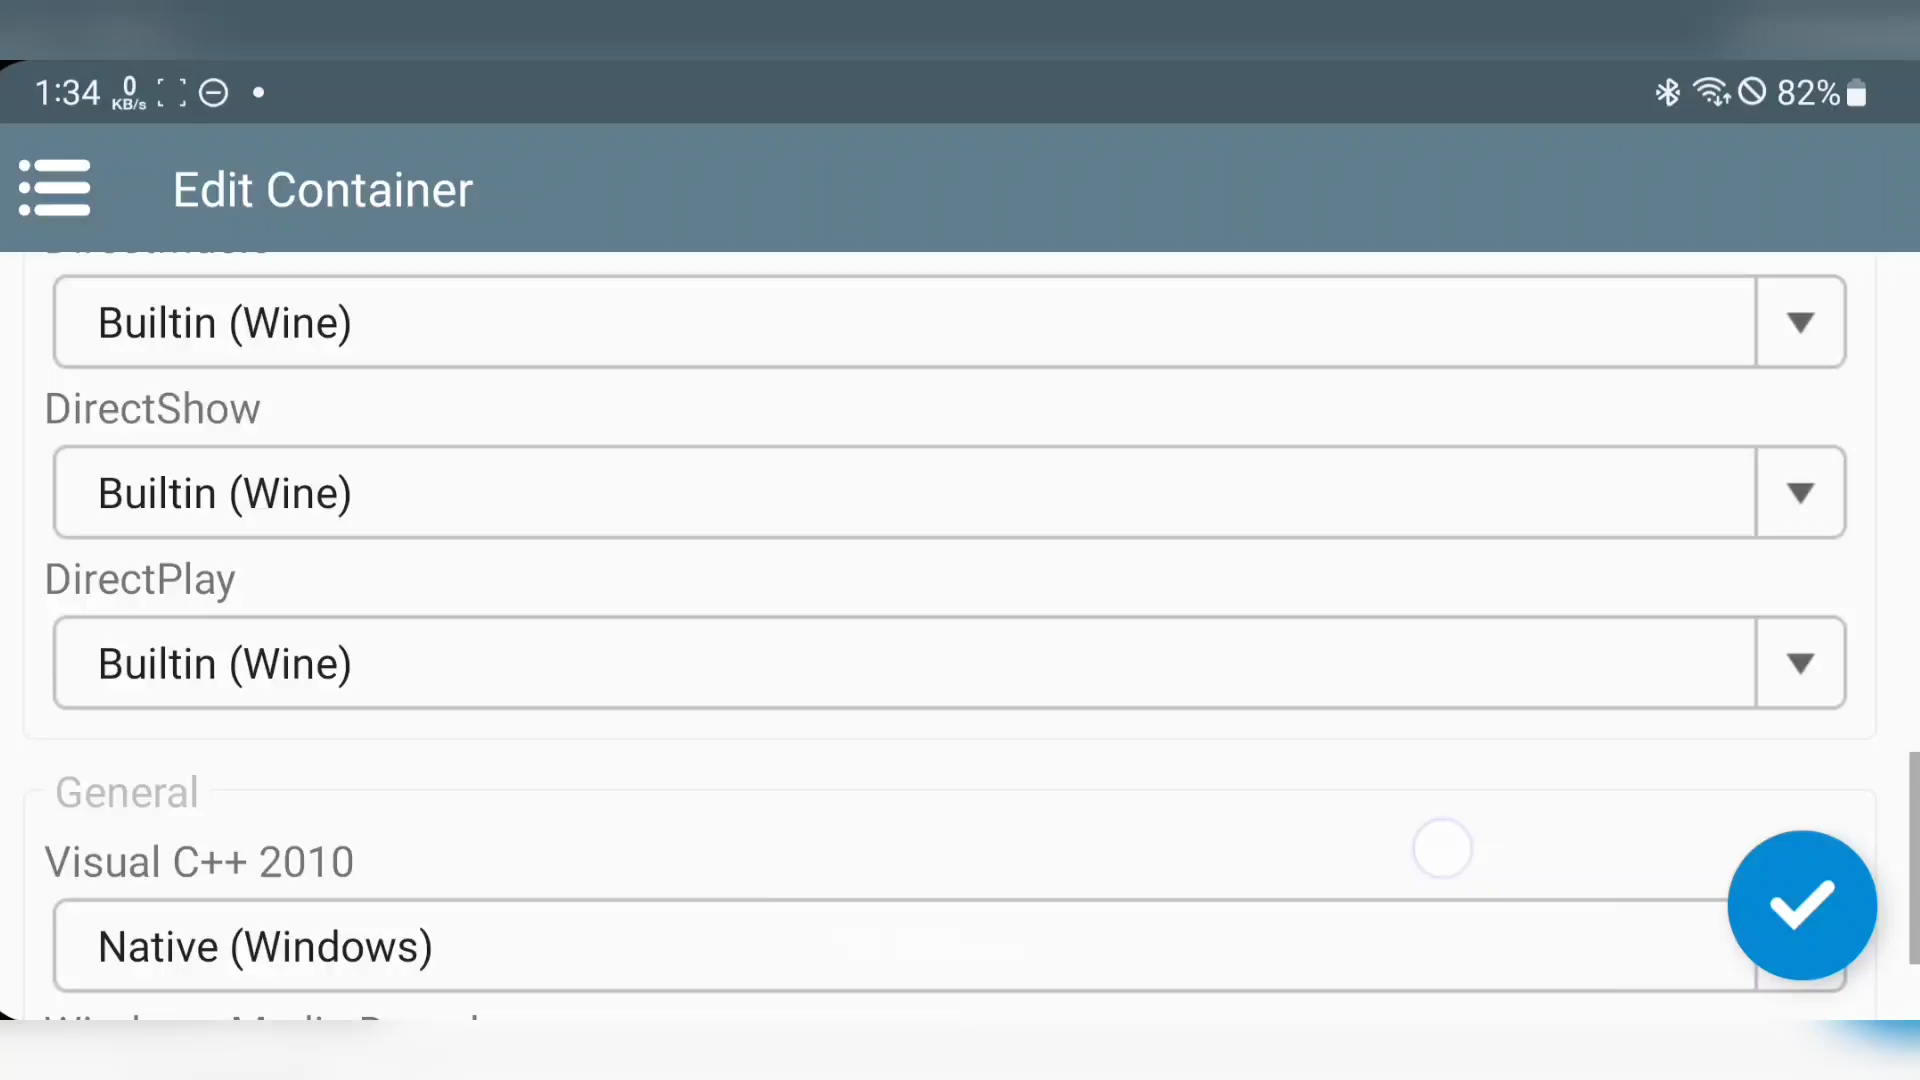 1:34 0 KB/s 82%
Edit Container
Builtin (Wine)
DirectShow
Builtin (Wine)
DirectPlay
Builtin (Wine)
General
Visual C++ 2010
Native (Windows)